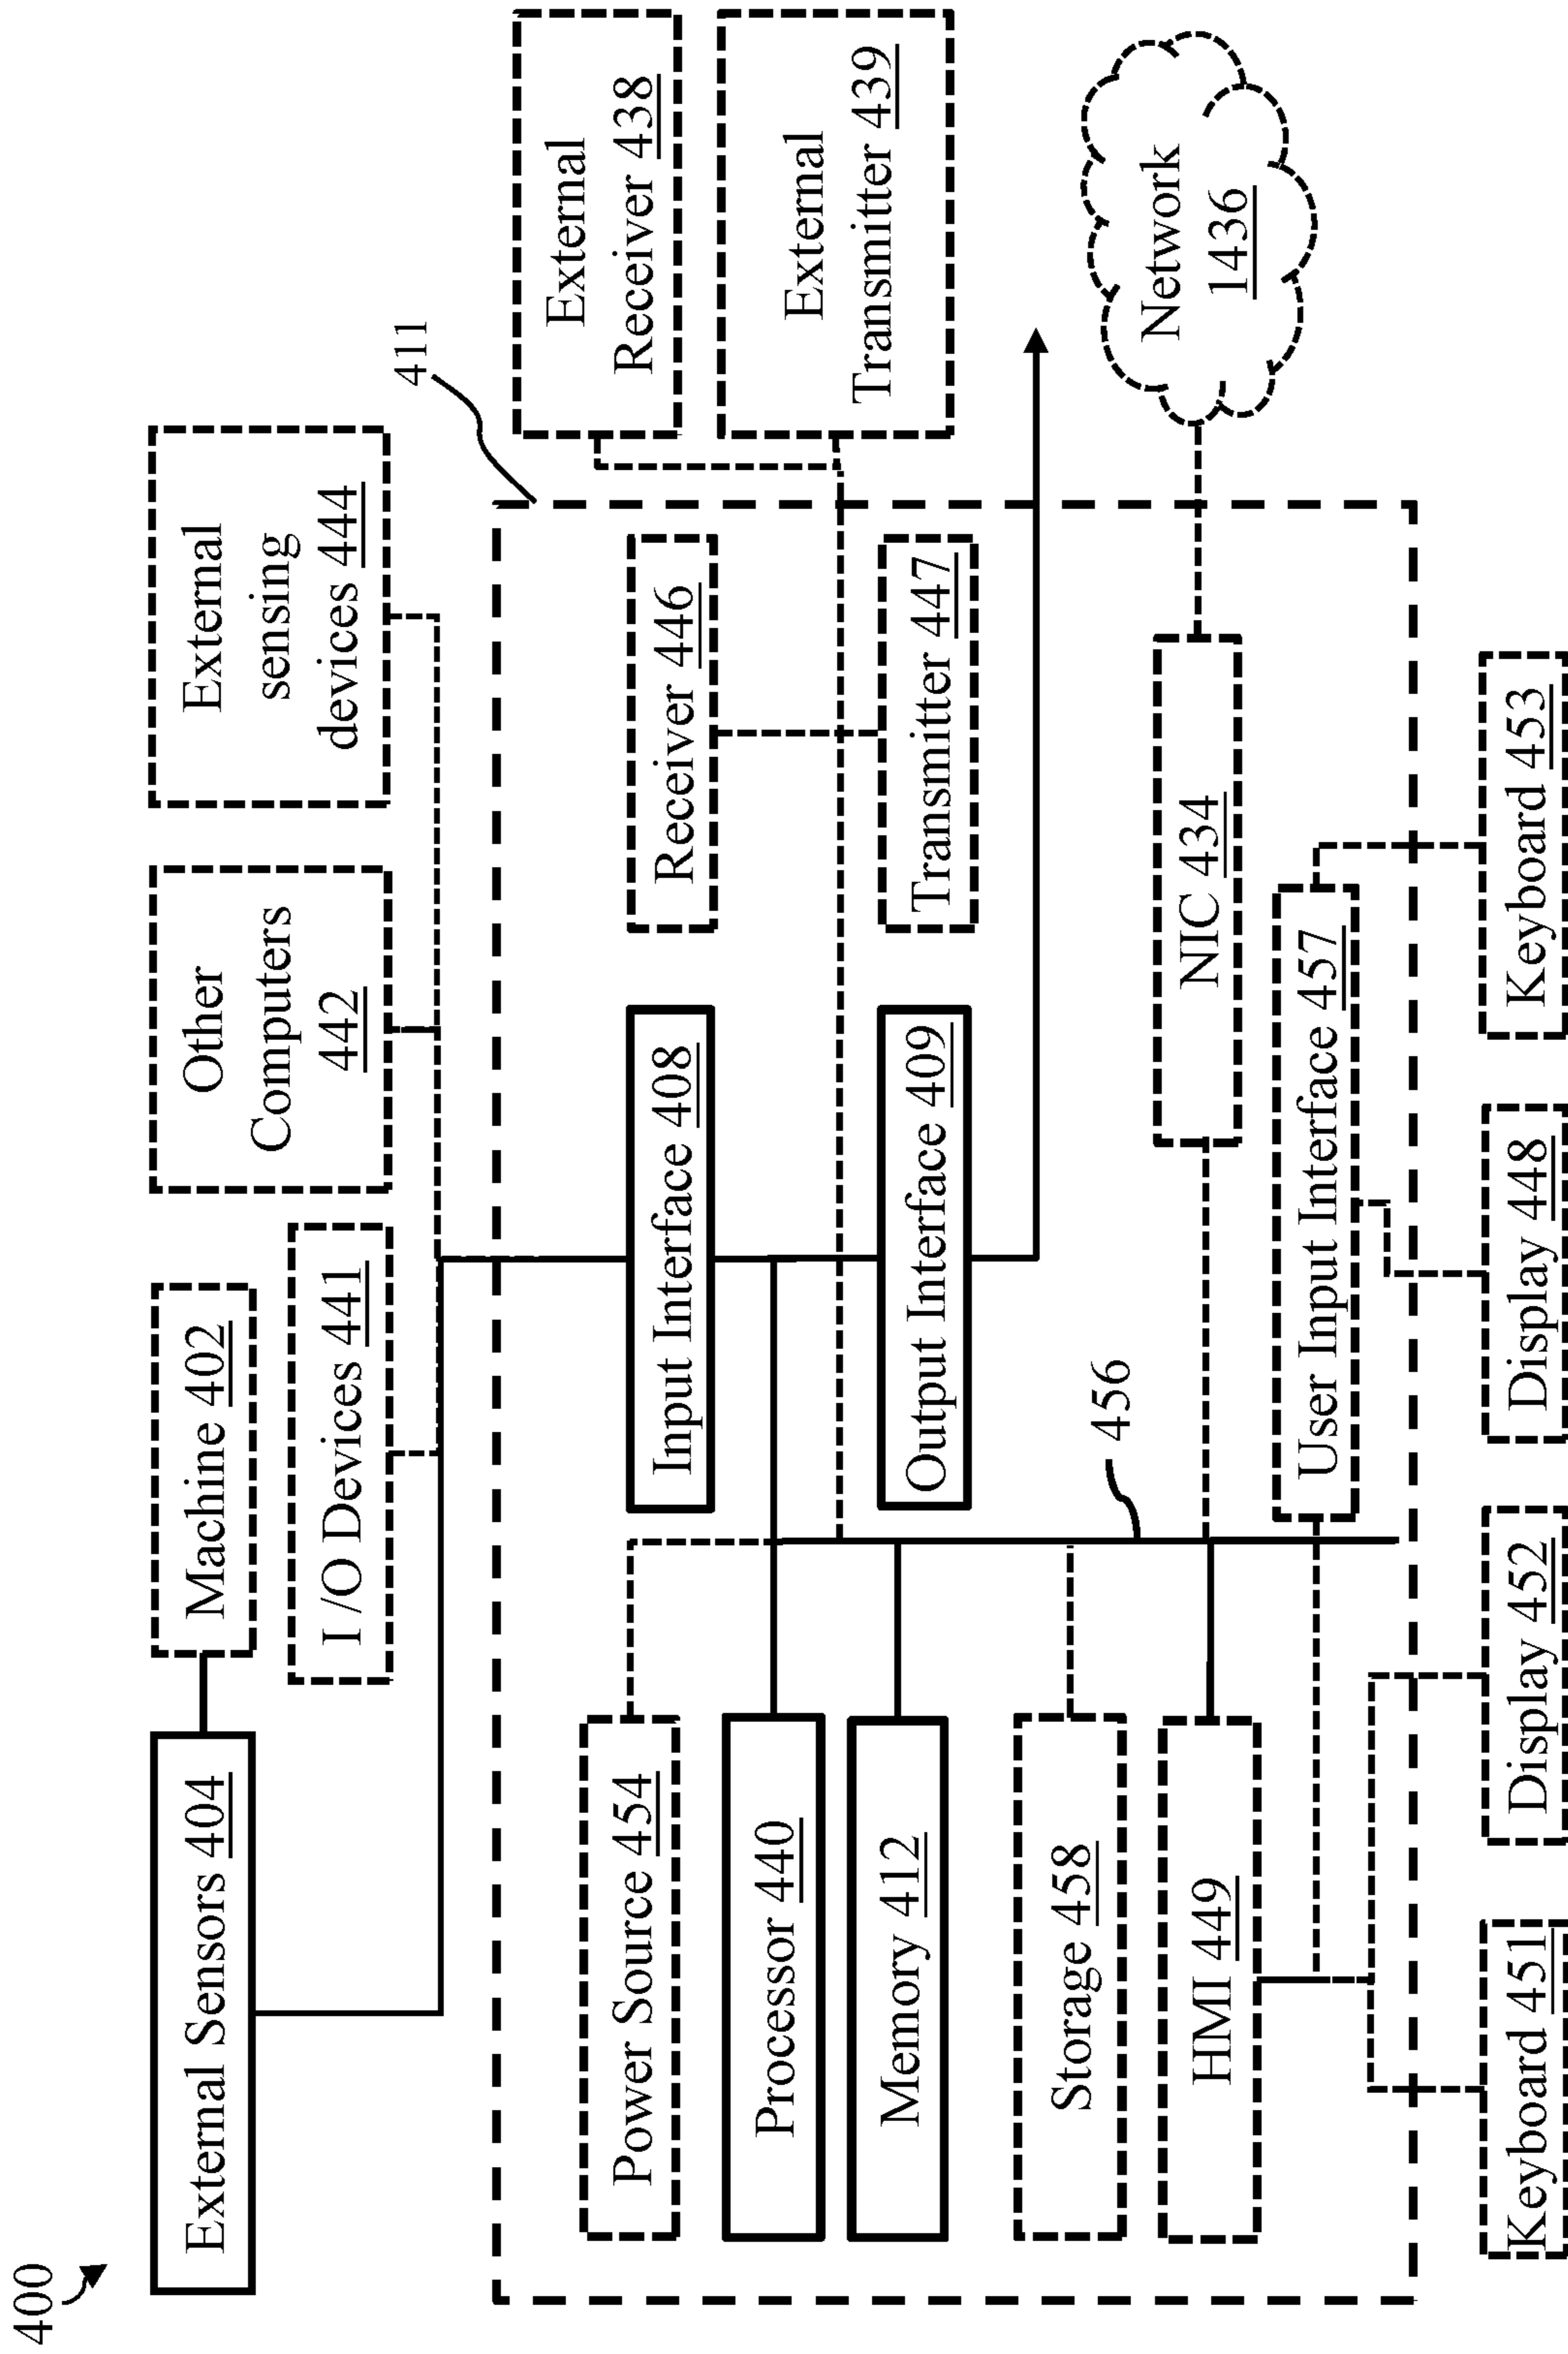 400
External Sensors 404
Machine 402
I /O Devices 441
Other
Computers
442
External
sensing
devices 444
411
External
Receiver 438
External
Transmitter 439
Power Source 454
Processor 440
Memory 412
Storage 458
HMI 449
Input Interface 408
Output Interface 409
Receiver 446
Transmitter 447
456
NIC 434
Network
1436
User Input Interface 457
Keyboard 451
Display 452
Display 448
Keyboard 453